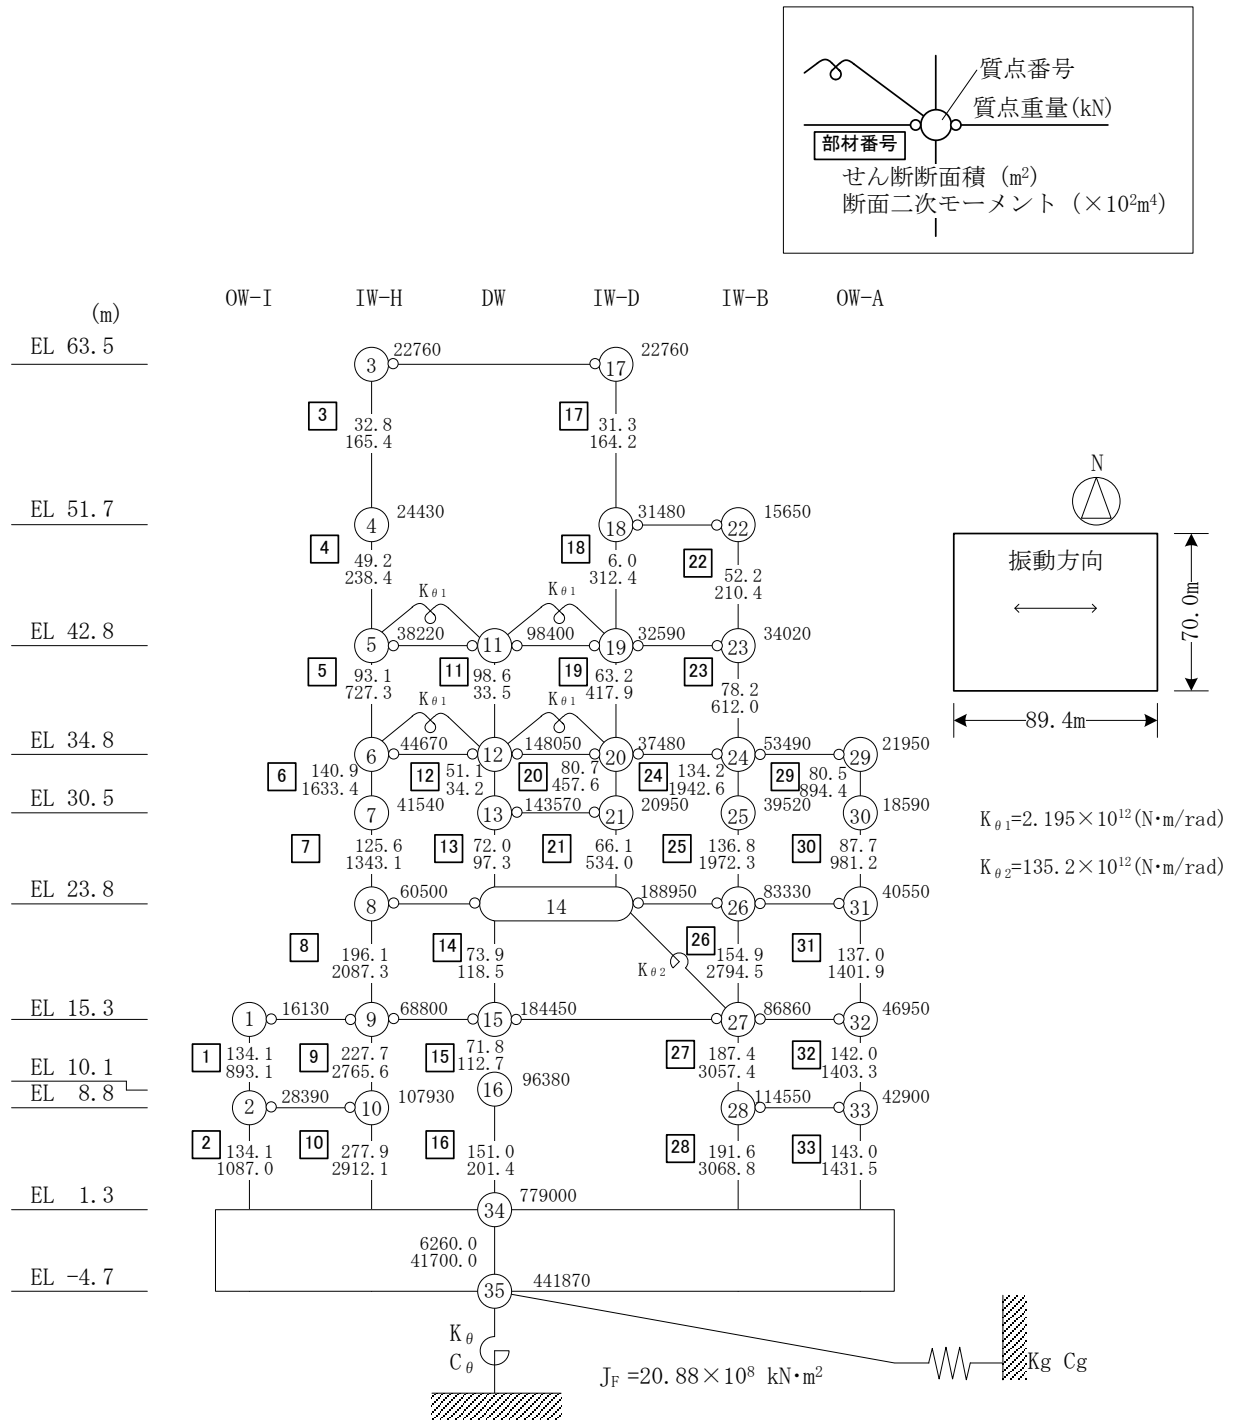 質点番号
質点重量(kN)
部材番号
せん断断面積 (m²)
断面二次モーメント (×10²m⁴)
OW-I IW-H DW IW-D IW-B OW-A
(m)
EL 63.5
3 22760 17 22760
3 32.8 17 31.3
165.4 164.2
EL 51.7
4 24430 18 31480 22 15650
4 49.2 18 6.0 22 52.2
238.4 312.4 210.4
Kθ1 Kθ1
EL 42.8
5 38220 11 98400 19 32590 23 34020
5 93.1 11 98.6 19 63.2 23 78.2
727.3 33.5 417.9 612.0
Kθ1 Kθ1
EL 34.8
6 44670 12 148050 20 37480 24 53490 29 21950
6 140.9 12 51.1 20 80.7 24 134.2 29 80.5
1633.4 34.2 457.6 1942.6 894.4
EL 30.5
7 41540 13 143570 21 20950 25 39520 30 18590
7 125.6 13 72.0 21 66.1 25 136.8 30 87.7
1343.1 97.3 534.0 1972.3 981.2
EL 23.8
8 60500 14 188950 26 83330 31 40550
8 196.1 14 73.9 26 154.9 31 137.0
2087.3 118.5 Kθ2 2794.5 1401.9
EL 15.3
1 16130 9 68800 15 184450 27 86860 32 46950
1 134.1 9 227.7 15 71.8 27 187.4 32 142.0
893.1 2765.6 112.7 3057.4 1403.3
EL 10.1
16 96380
EL 8.8
2 28390 10 107930 28 114550 33 42900
2 134.1 10 277.9 16 151.0 28 191.6 33 143.0
1087.0 2912.1 201.4 3068.8 1431.5
EL 1.3
34 779000
6260.0
41700.0
EL -4.7
35 441870
Kθ
Cθ
JF =20.88×10⁸ kN·m²
Kg Cg
N
振動方向
70.0m
89.4m
Kθ1=2.195×10¹²(N·m/rad)
Kθ2=135.2×10¹²(N·m/rad)